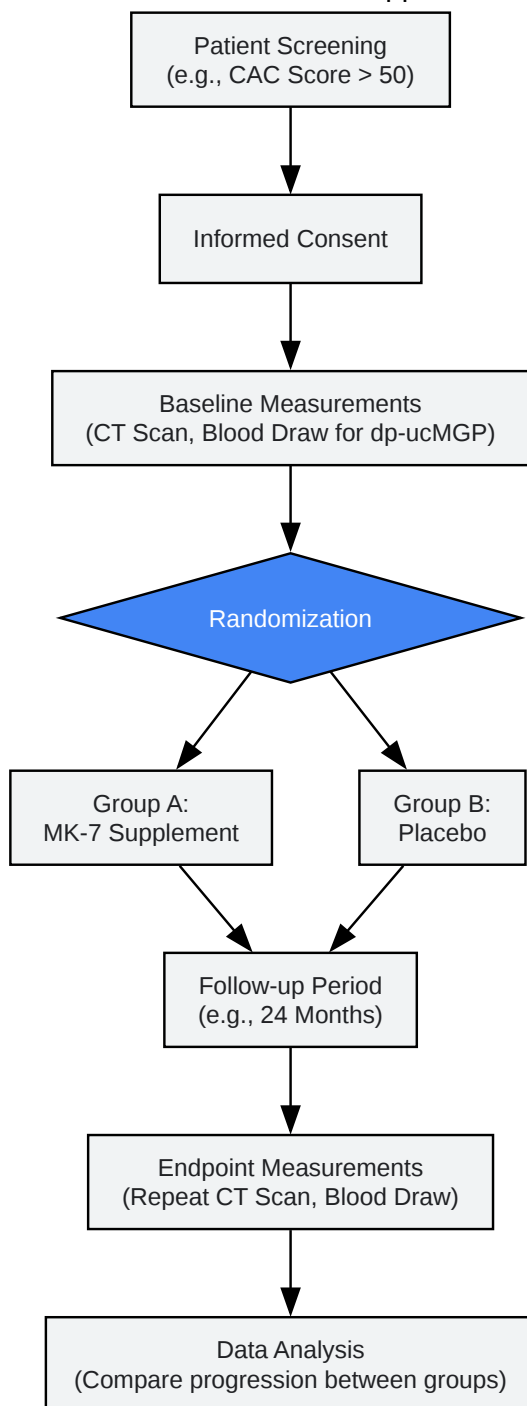 Patient Screening
(e.g., CAC Score > 50)
Informed Consent
Baseline Measurements
(CT Scan, Blood Draw for dp-ucMGP)
Randomization
Group A:
MK-7 Supplement
Group B:
Placebo
Follow-up Period
(e.g., 24 Months)
Endpoint Measurements
(Repeat CT Scan, Blood Draw)
Data Analysis
(Compare progression between groups)